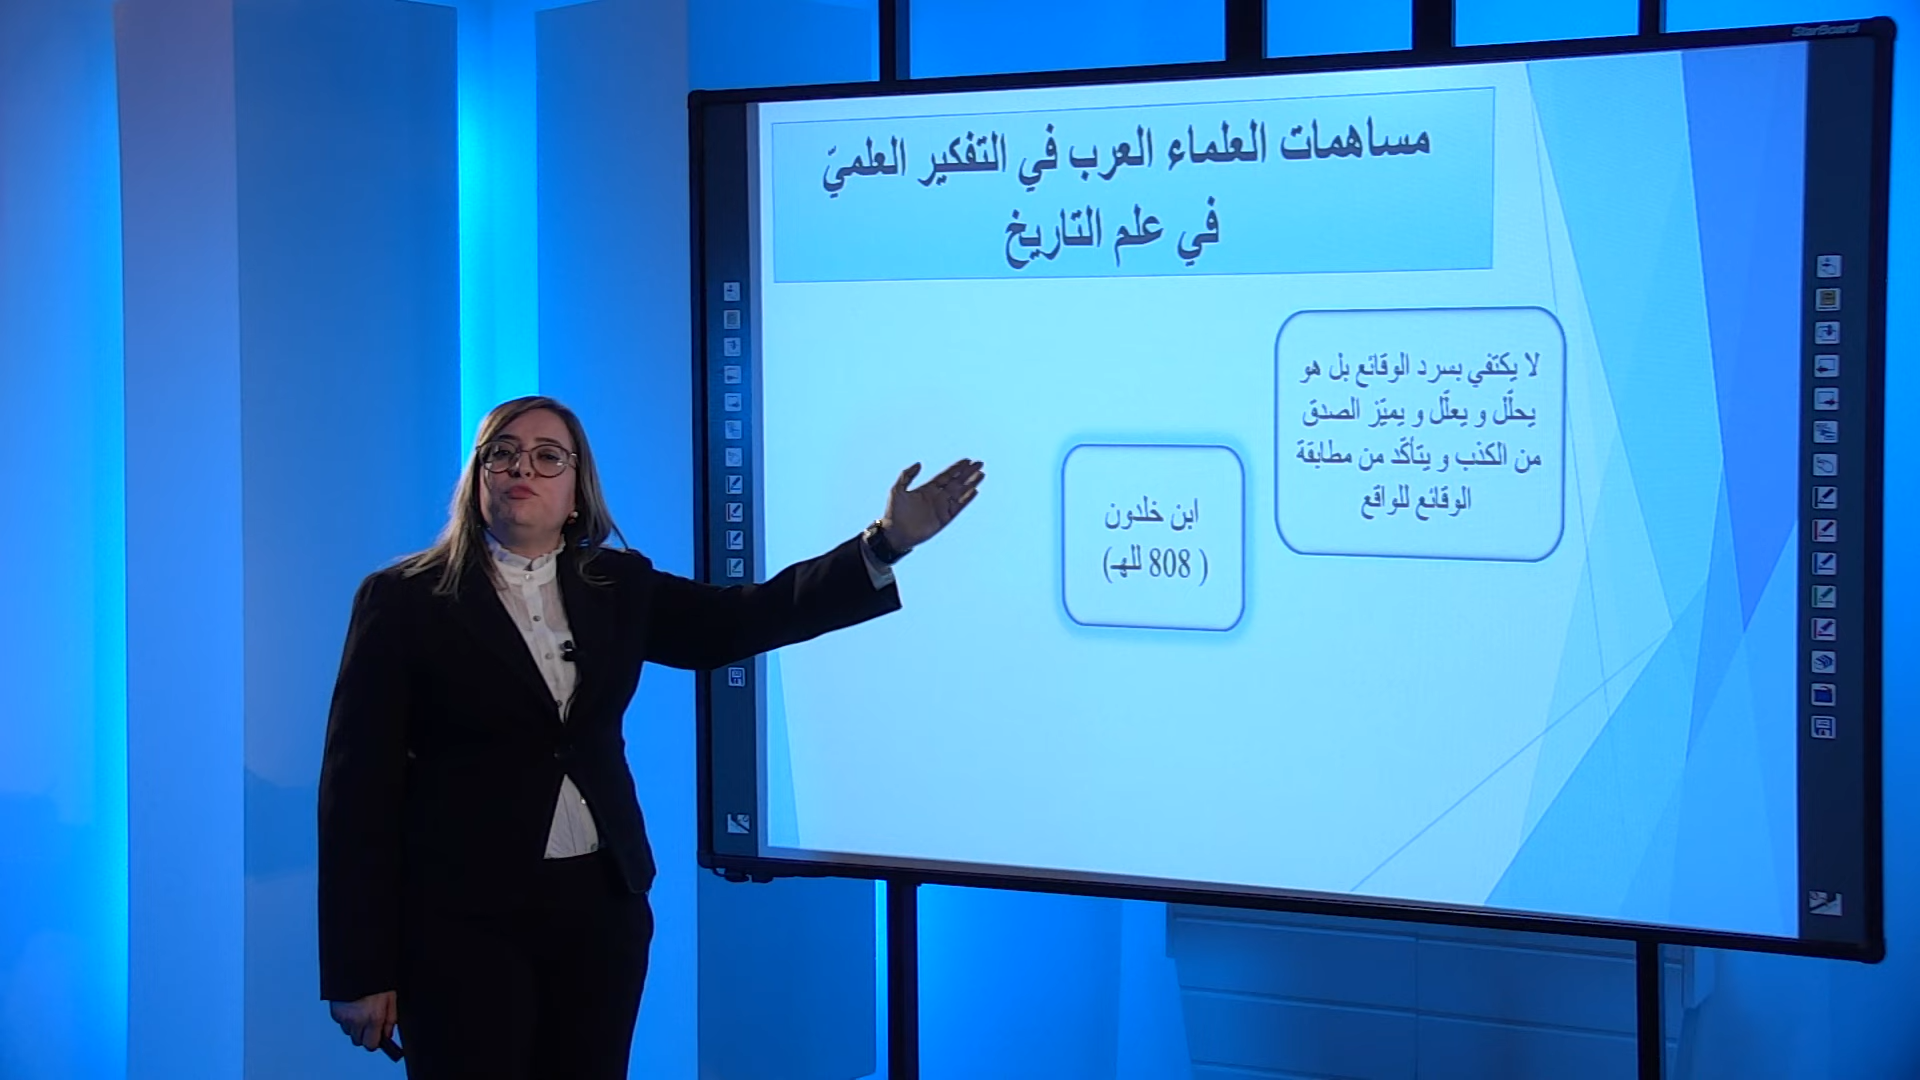 StarBoard
مساهمات العلماء العرب في التفكير العلميّ
في علم التاريخ
لا يكتفي بسرد الوقائع بل هو
يحلّل و يعلّل و يميّز الصدق
من الكذب و يتأكّد من مطابقة
الوقائع للواقع
ابن خلدون
( 808 للهـ)